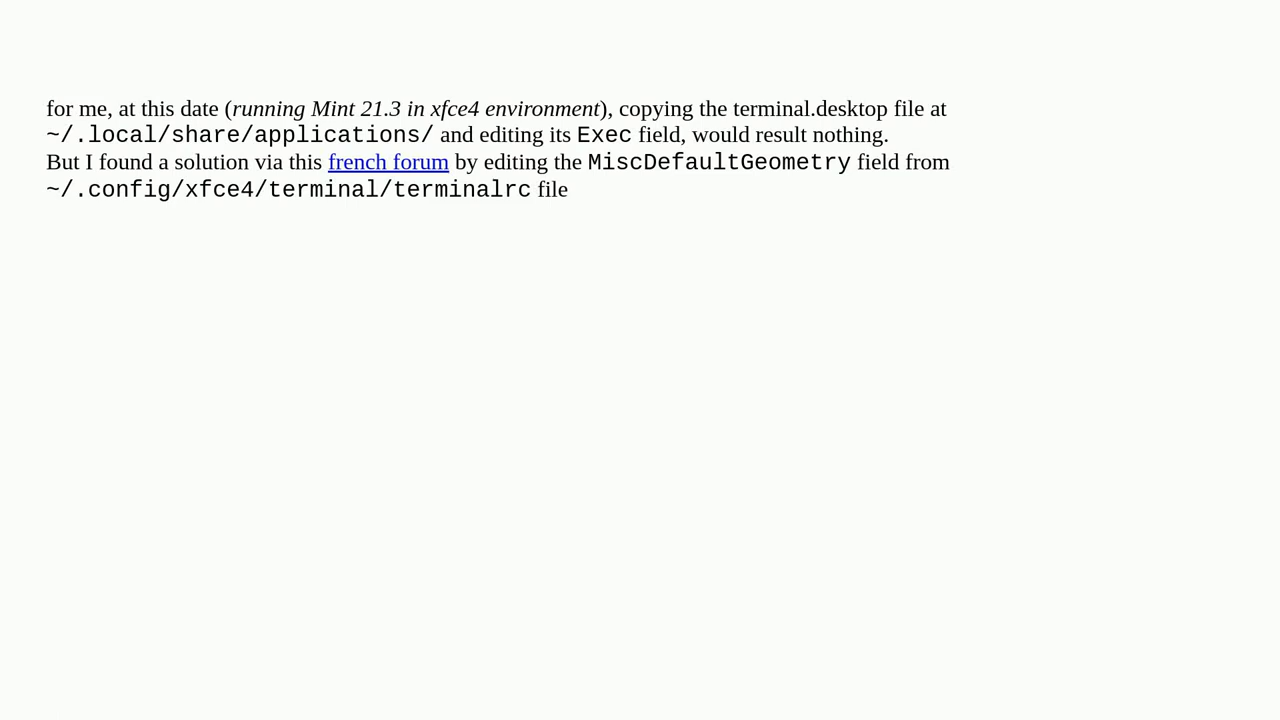 for me, at this date (running Mint 21.3 in xfce4 environment), copying the terminal.desktop file at
~/.local/share/applications/ and editing its Exec field, would result nothing.
But I found a solution via this french forum by editing the MiscDefaultGeometry field from
~/.config/xfce4/terminal/terminalrc file